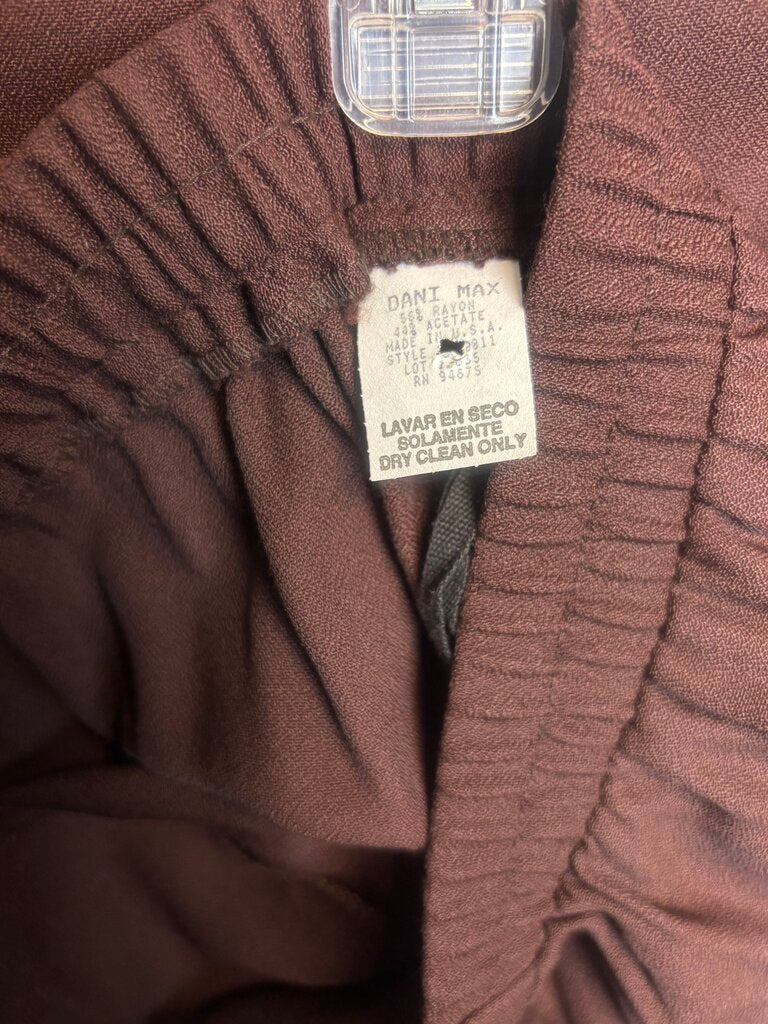 DANI MAX
56% RAYON
44% ACETATE
MADE IN U.S.A.
STYLE
LOT
RN 94675
LAVAR EN SECO
SOLAMENTE
DRY CLEAN ONLY